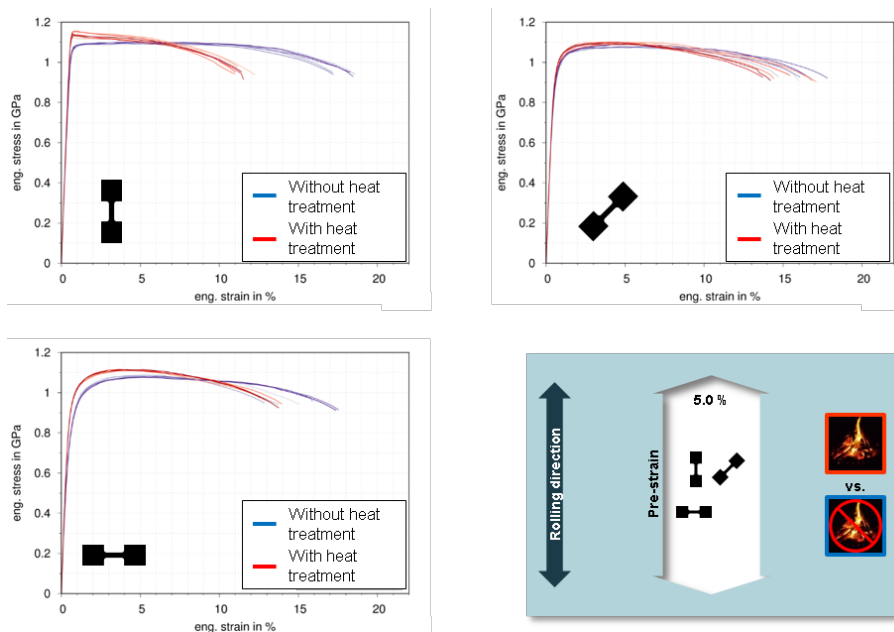 1.2
1
0.8
0.6
0.4
0.2
0
eng. stress in GPa
0 5 10 15 20
eng. strain in %
Without heat
treatment
With heat
treatment
1.2
1
0.8
0.6
0.4
0.2
0
eng. stress in GPa
0 5 10 15 20
eng. strain in %
Without heat
treatment
With heat
treatment
1.2
1
0.8
0.6
0.4
0.2
0
eng. stress in GPa
0 5 10 15 20
eng. strain in %
Without heat
treatment
With heat
treatment
Rolling direction
Pre-strain
5.0 %
vs.